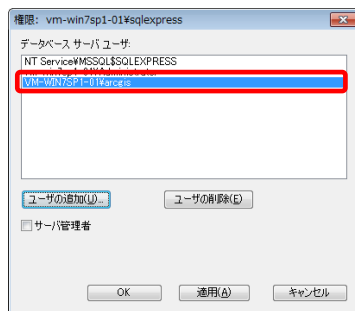 権限: vm-win7sp1-01¥sqlexpress
データベース サーバ ユーザ:
NT Service¥MSSQL$SQLEXPRESS
VM-WIN7SP1-01¥arcgis
ユーザの追加(U)...
ユーザの削除(E)
サーバ管理者
OK
適用(A)
キャンセル